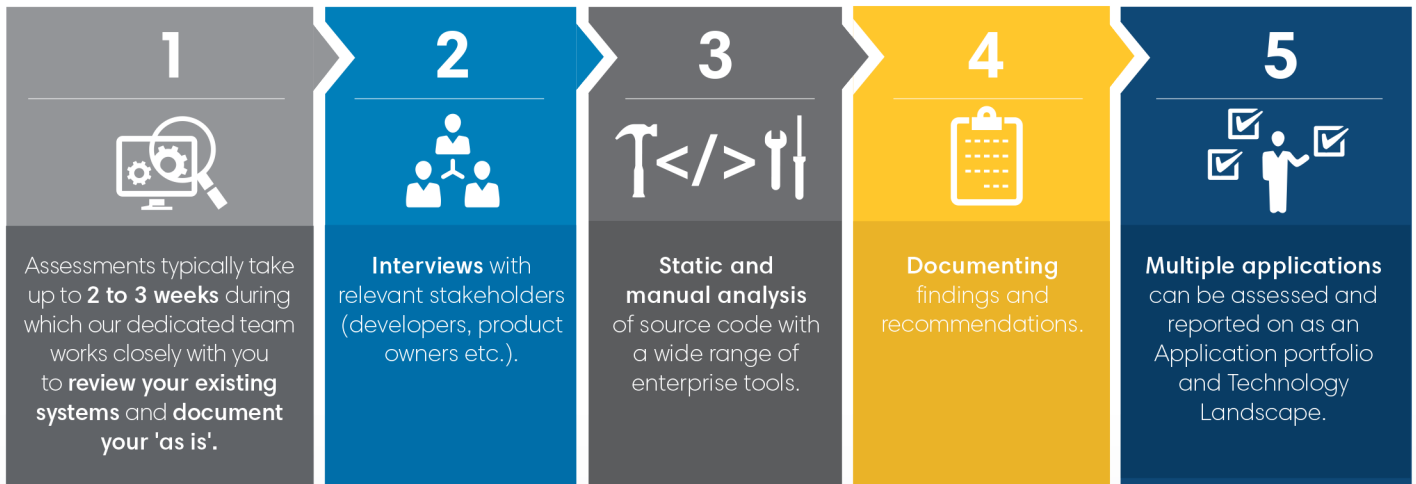 1
Assessments typically take
up to 2 to 3 weeks during
which our dedicated team
works closely with you
to review your existing
systems and document
your 'as is'.
2
Interviews with
relevant stakeholders
(developers, product
owners etc.).
3
</>
Static and
manual analysis
of source code with
a wide range of
enterprise tools.
4
Documenting
findings and
recommendations.
5
Multiple applications
can be assessed and
reported on as an
Application portfolio
and Technology
Landscape.